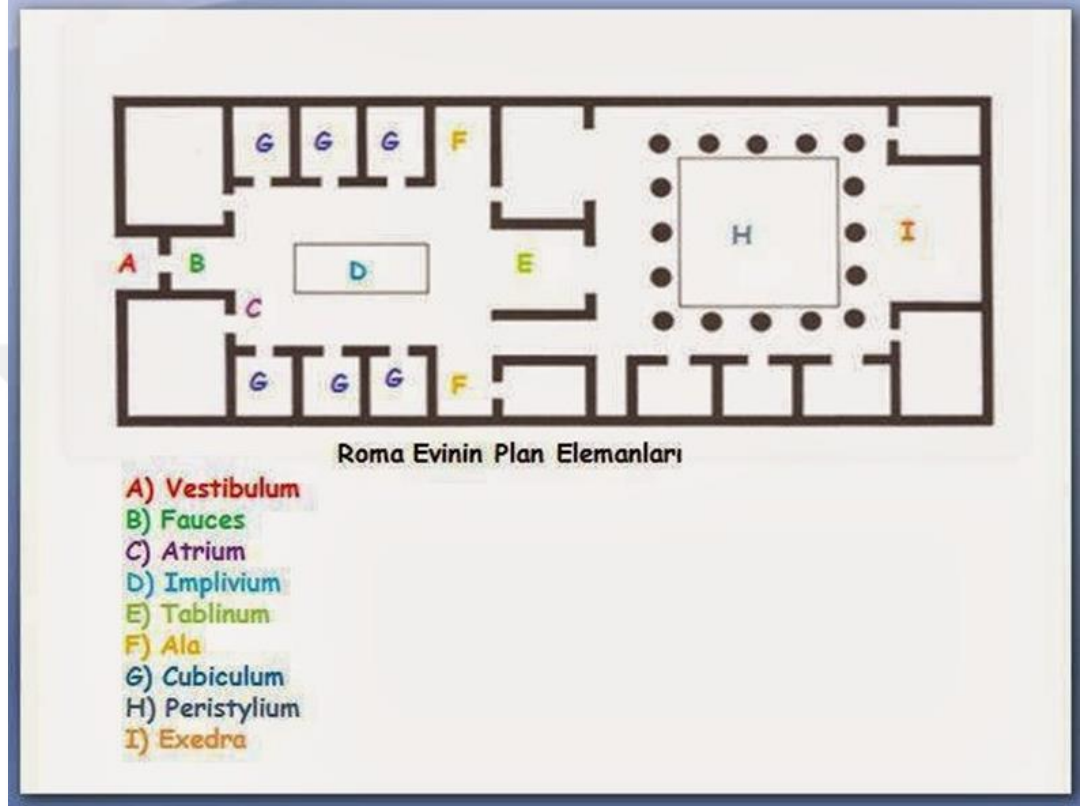 G G G F
A B D E H I
C
G G G F
Roma Evinin Plan Elemanları
A) Vestibulum
B) Fauces
C) Atrium
D) Implivium
E) Tablinum
F) Ala
G) Cubiculum
H) Peristylium
I) Exedra